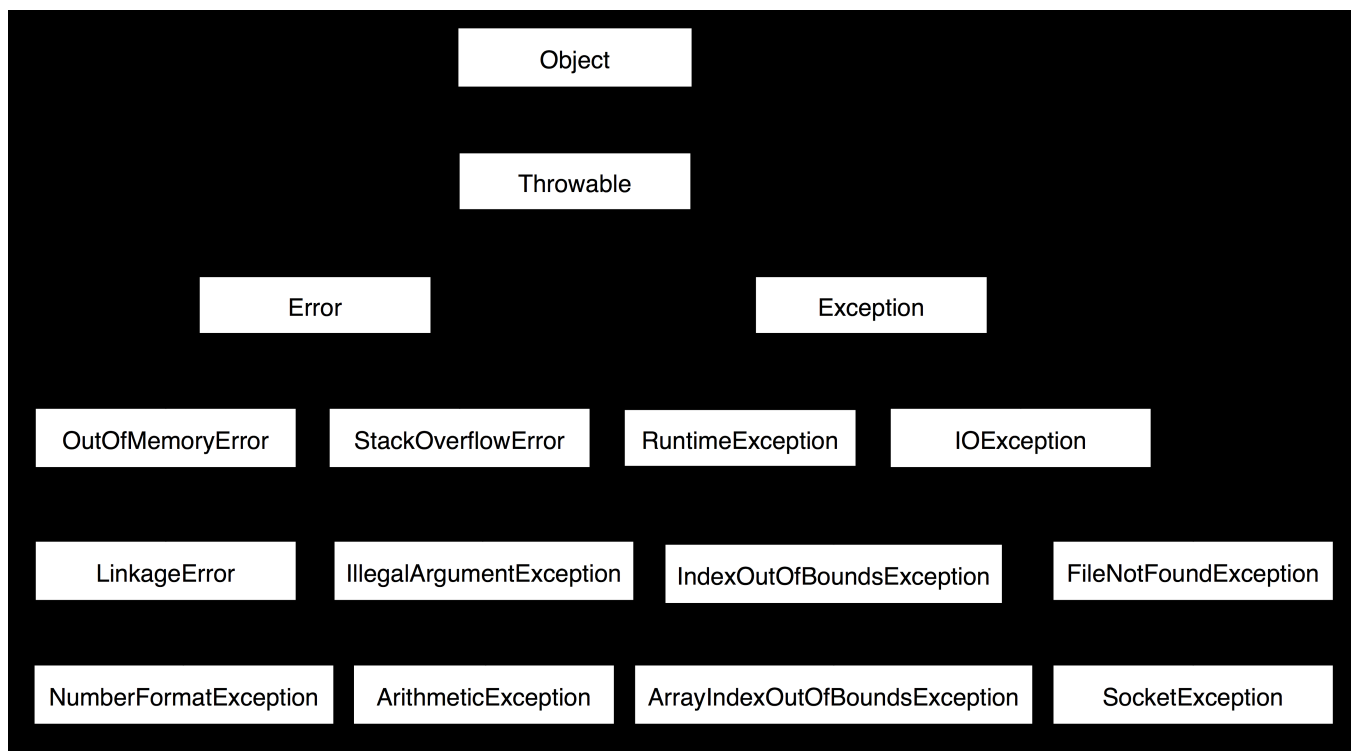 Object
Throwable
Error
Exception
OutOfMemoryError
StackOverflowError
RuntimeException
IOException
LinkageError
IllegalArgumentException
IndexOutOfBoundsException
FileNotFoundException
NumberFormatException
ArithmeticException
ArrayIndexOutOfBoundsException
SocketException